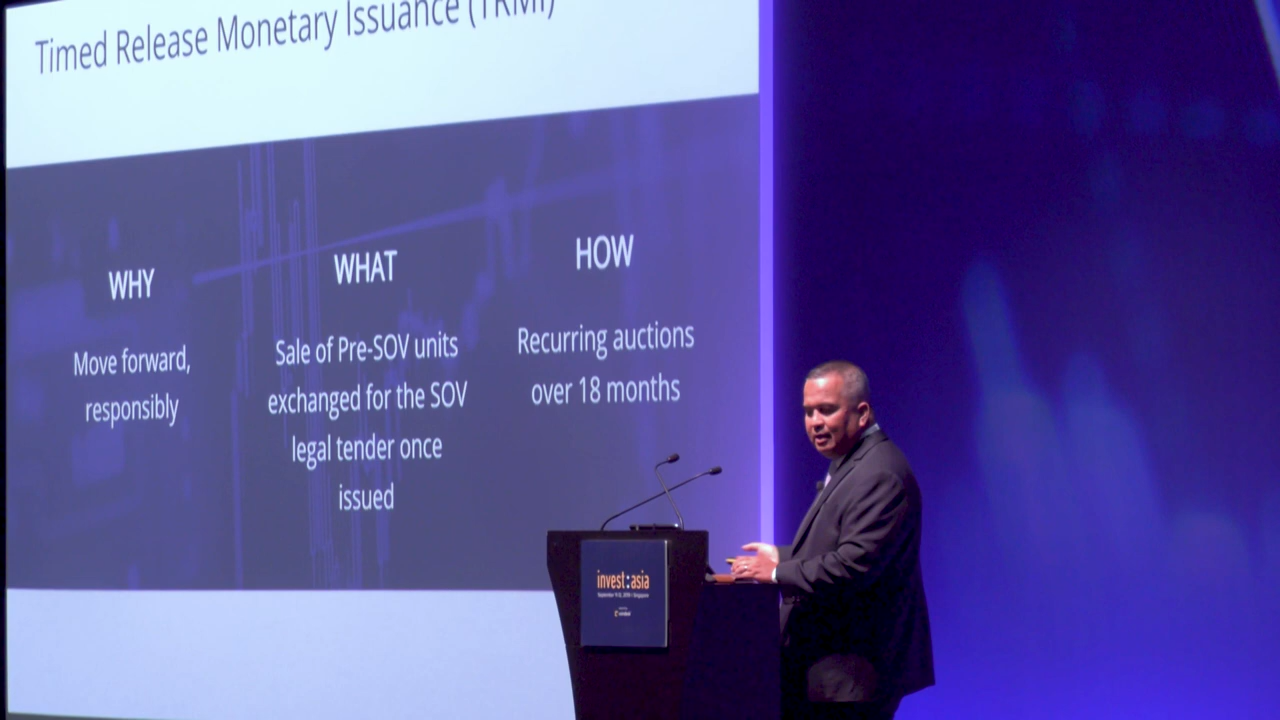 Timed Release Monetary Issuance (TRMI)
WHY
Move forward,
responsibly
WHAT
Sale of Pre-SOV units
exchanged for the SOV
legal tender once
issued
HOW
Recurring auctions
over 18 months
invest:asia